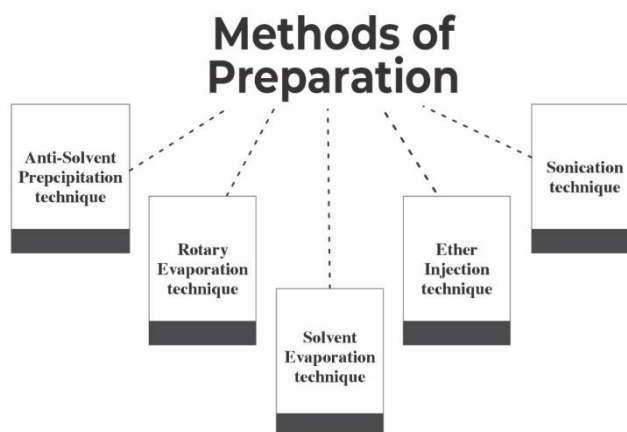 Methods of
Preparation
Anti-Solvent
Prepcipitation
technique
Rotary
Evaporation
technique
Solvent
Evaporation
technique
Ether
Injection
technique
Sonication
technique